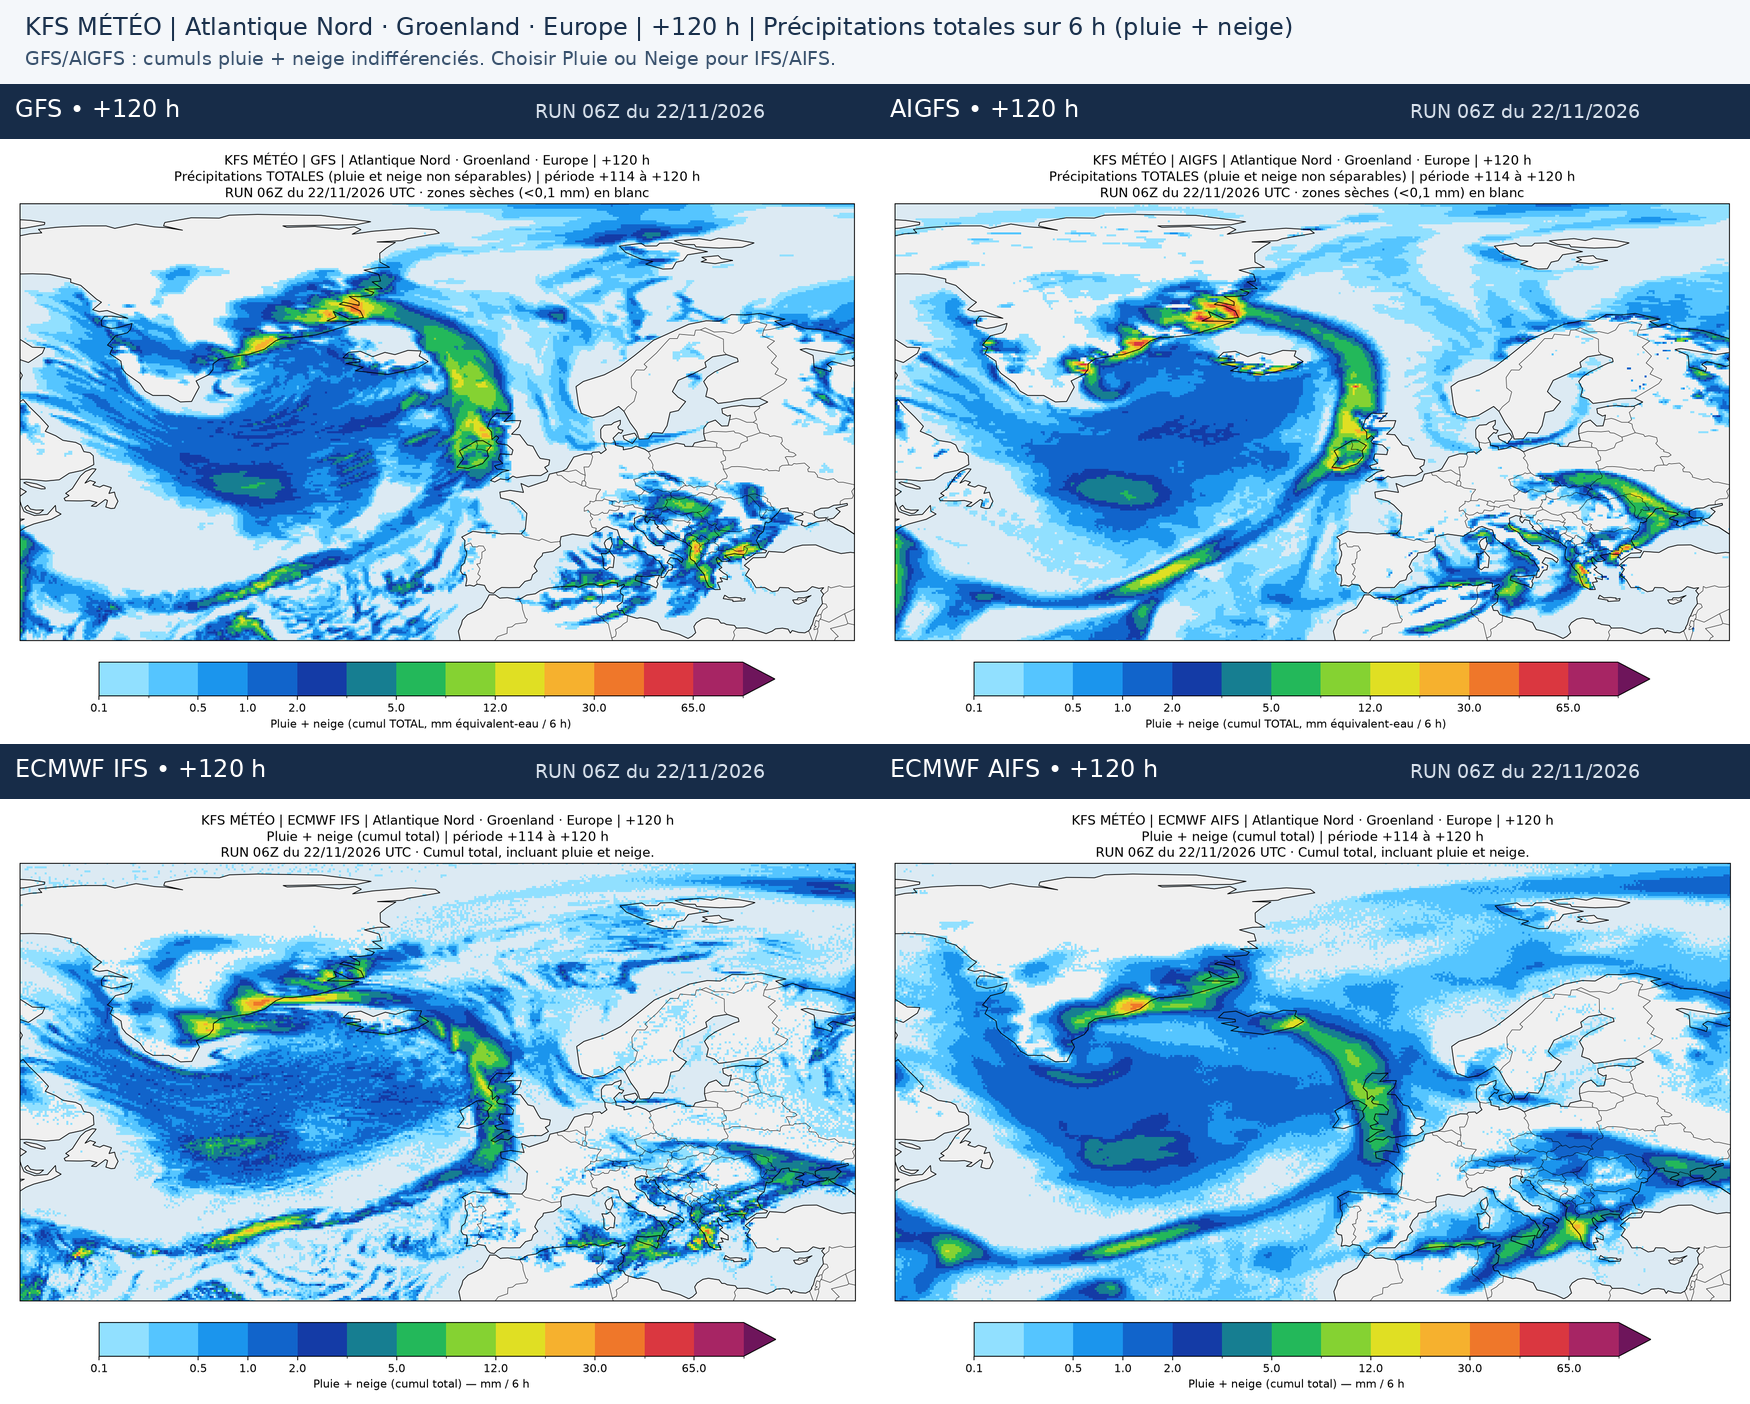 KFS MÉTÉO | Atlantique Nord · Groenland · Europe | +120 h | Précipitations totales sur 6 h (pluie + neige)
GFS/AIGFS : cumuls pluie + neige indifférenciés. Choisir Pluie ou Neige pour IFS/AIFS.
GFS • +120 h
RUN 06Z du 22/11/2026
AIGFS • +120 h
RUN 06Z du 22/11/2026
KFS MÉTÉO | GFS | Atlantique Nord · Groenland · Europe | +120 h
Précipitations TOTALES (pluie et neige non séparables) | période +114 à +120 h
RUN 06Z du 22/11/2026 UTC · zones sèches (<0,1 mm) en blanc
KFS MÉTÉO | AIGFS | Atlantique Nord · Groenland · Europe | +120 h
Précipitations TOTALES (pluie et neige non séparables) | période +114 à +120 h
RUN 06Z du 22/11/2026 UTC · zones sèches (<0,1 mm) en blanc
0.1 0.5 1.0 2.0 5.0 12.0 30.0 65.0
Pluie + neige (cumul TOTAL, mm équivalent-eau / 6 h)
0.1 0.5 1.0 2.0 5.0 12.0 30.0 65.0
Pluie + neige (cumul TOTAL, mm équivalent-eau / 6 h)
ECMWF IFS • +120 h
RUN 06Z du 22/11/2026
ECMWF AIFS • +120 h
RUN 06Z du 22/11/2026
KFS MÉTÉO | ECMWF IFS | Atlantique Nord · Groenland · Europe | +120 h
Pluie + neige (cumul total) | période +114 à +120 h
RUN 06Z du 22/11/2026 UTC · Cumul total, incluant pluie et neige.
KFS MÉTÉO | ECMWF AIFS | Atlantique Nord · Groenland · Europe | +120 h
Pluie + neige (cumul total) | période +114 à +120 h
RUN 06Z du 22/11/2026 UTC · Cumul total, incluant pluie et neige.
0.1 0.5 1.0 2.0 5.0 12.0 30.0 65.0
Pluie + neige (cumul total) — mm / 6 h
0.1 0.5 1.0 2.0 5.0 12.0 30.0 65.0
Pluie + neige (cumul total) — mm / 6 h